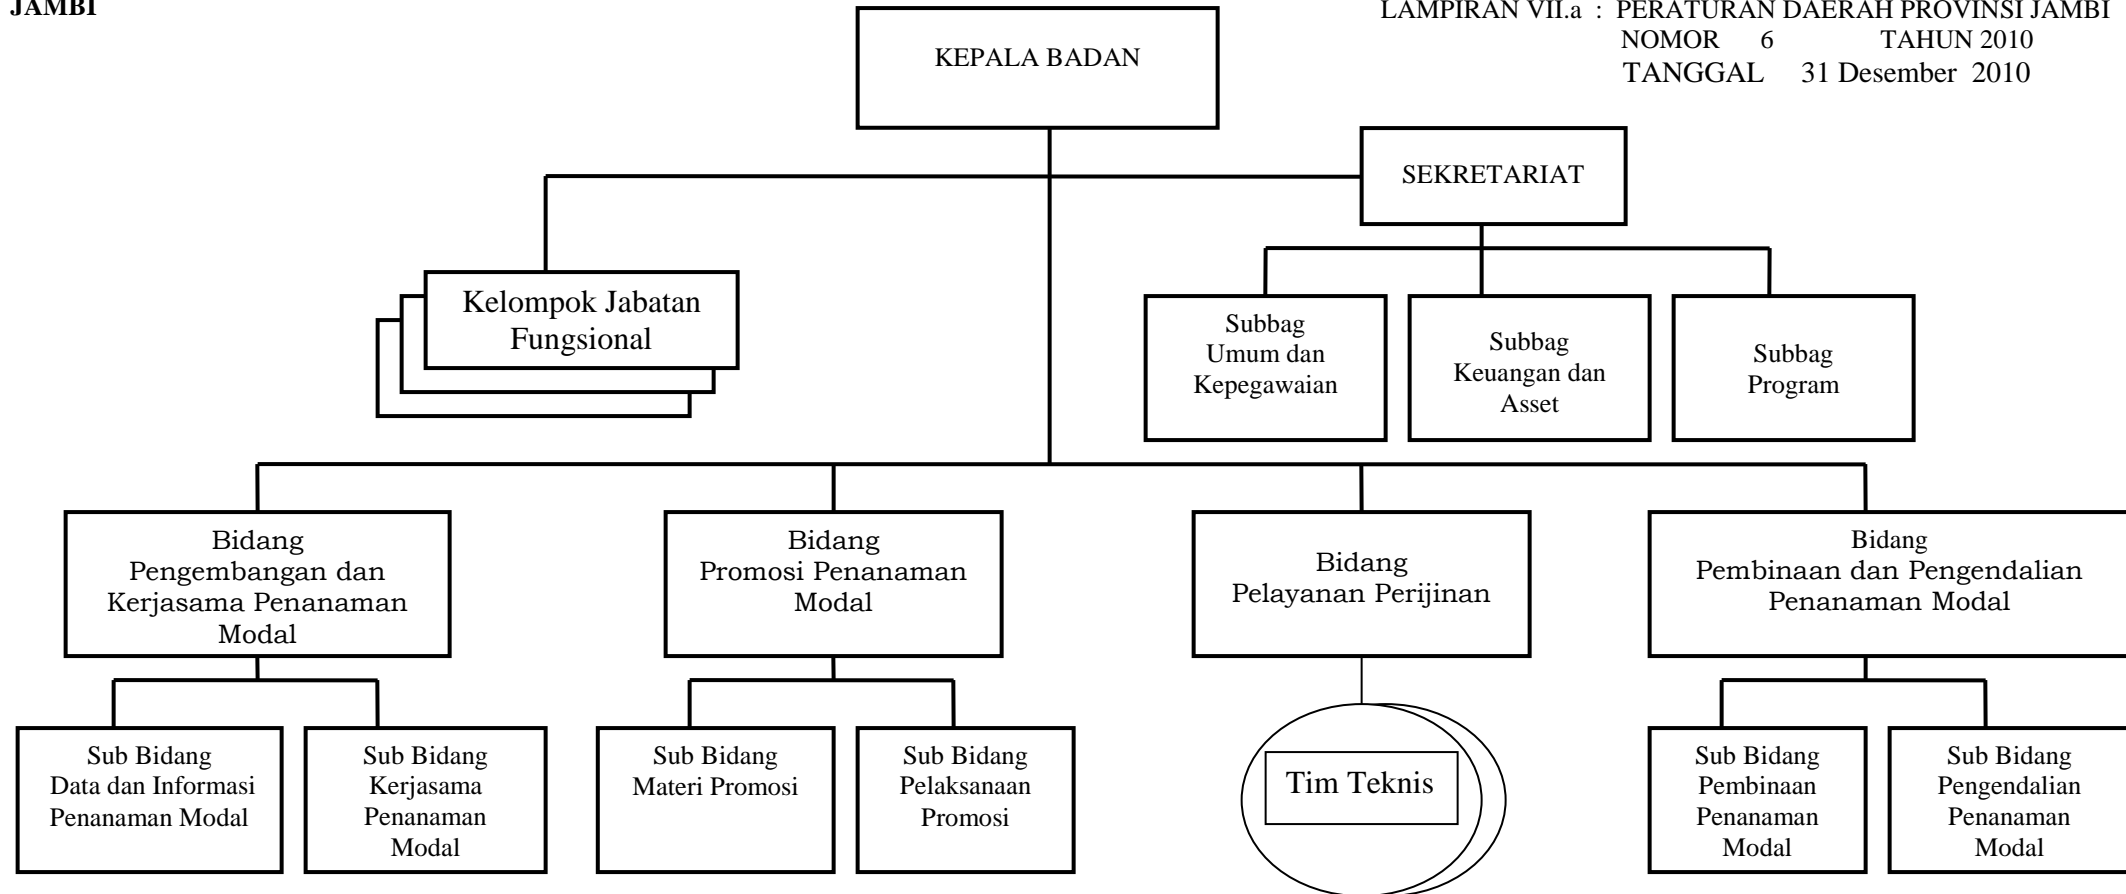 JAMBI
LAMPIRAN VII.a : PERATURAN DAERAH PROVINSI JAMBI
NOMOR 6 TAHUN 2010
TANGGAL 31 Desember 2010
KEPALA BADAN
SEKRETARIAT
Kelompok Jabatan
Fungsional
Subbag
Umum dan
Kepegawaian
Subbag
Keuangan dan
Asset
Subbag
Program
Bidang
Pengembangan dan
Kerjasama Penanaman
Modal
Bidang
Promosi Penanaman
Modal
Bidang
Pelayanan Perijinan
Bidang
Pembinaan dan Pengendalian
Penanaman Modal
Sub Bidang
Data dan Informasi
Penanaman Modal
Sub Bidang
Kerjasama
Penanaman
Modal
Sub Bidang
Materi Promosi
Sub Bidang
Pelaksanaan
Promosi
Tim Teknis
Sub Bidang
Pembinaan
Penanaman
Modal
Sub Bidang
Pengendalian
Penanaman
Modal